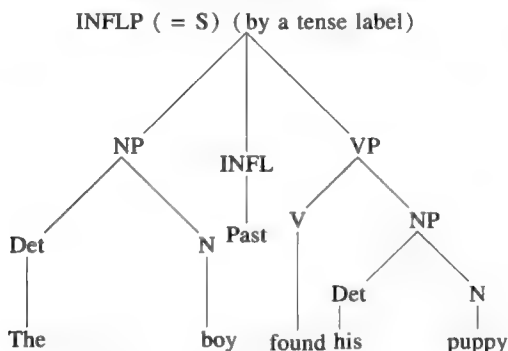 INFLP ( = S) (by a tense label)
NP INFL VP
Det N Past V NP
Det N
The boy found his puppy